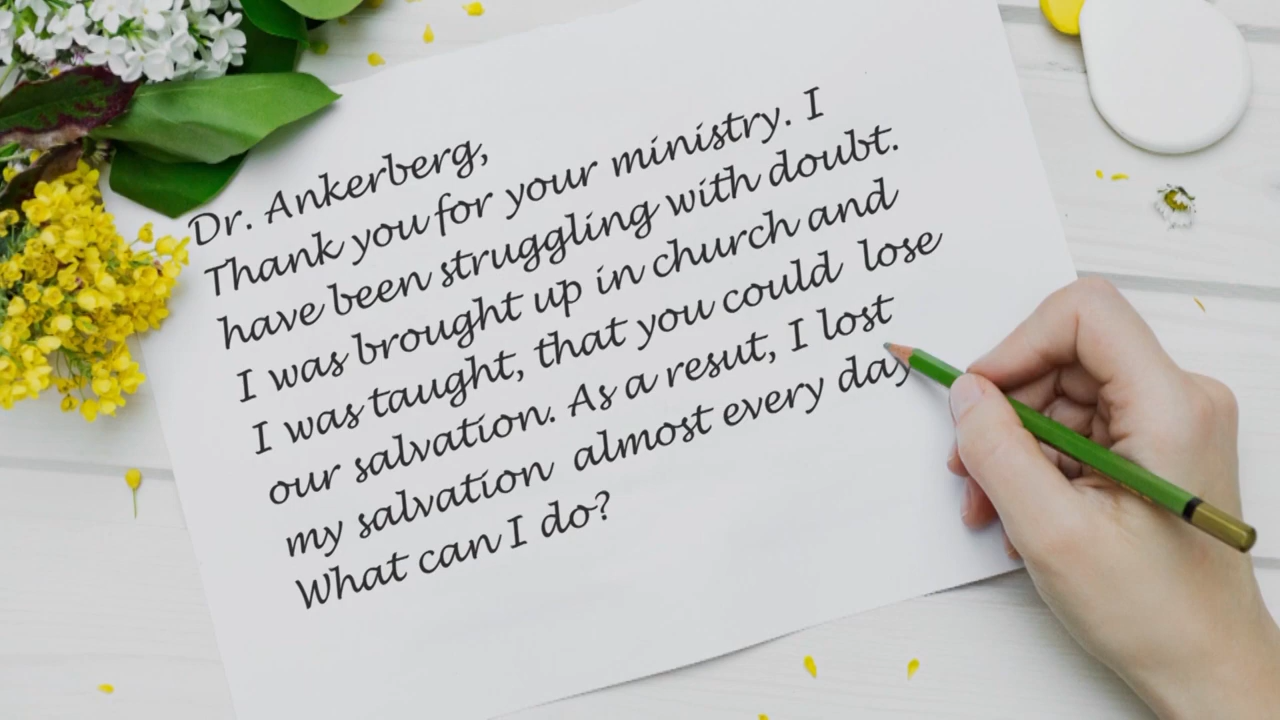 Dr. Ankerberg,
Thank you for your ministry. I
have been struggling with doubt.
I was brought up in church and
I was taught, that you could lose
our salvation. As a resut, I lost
my salvation almost every day
What can I do?